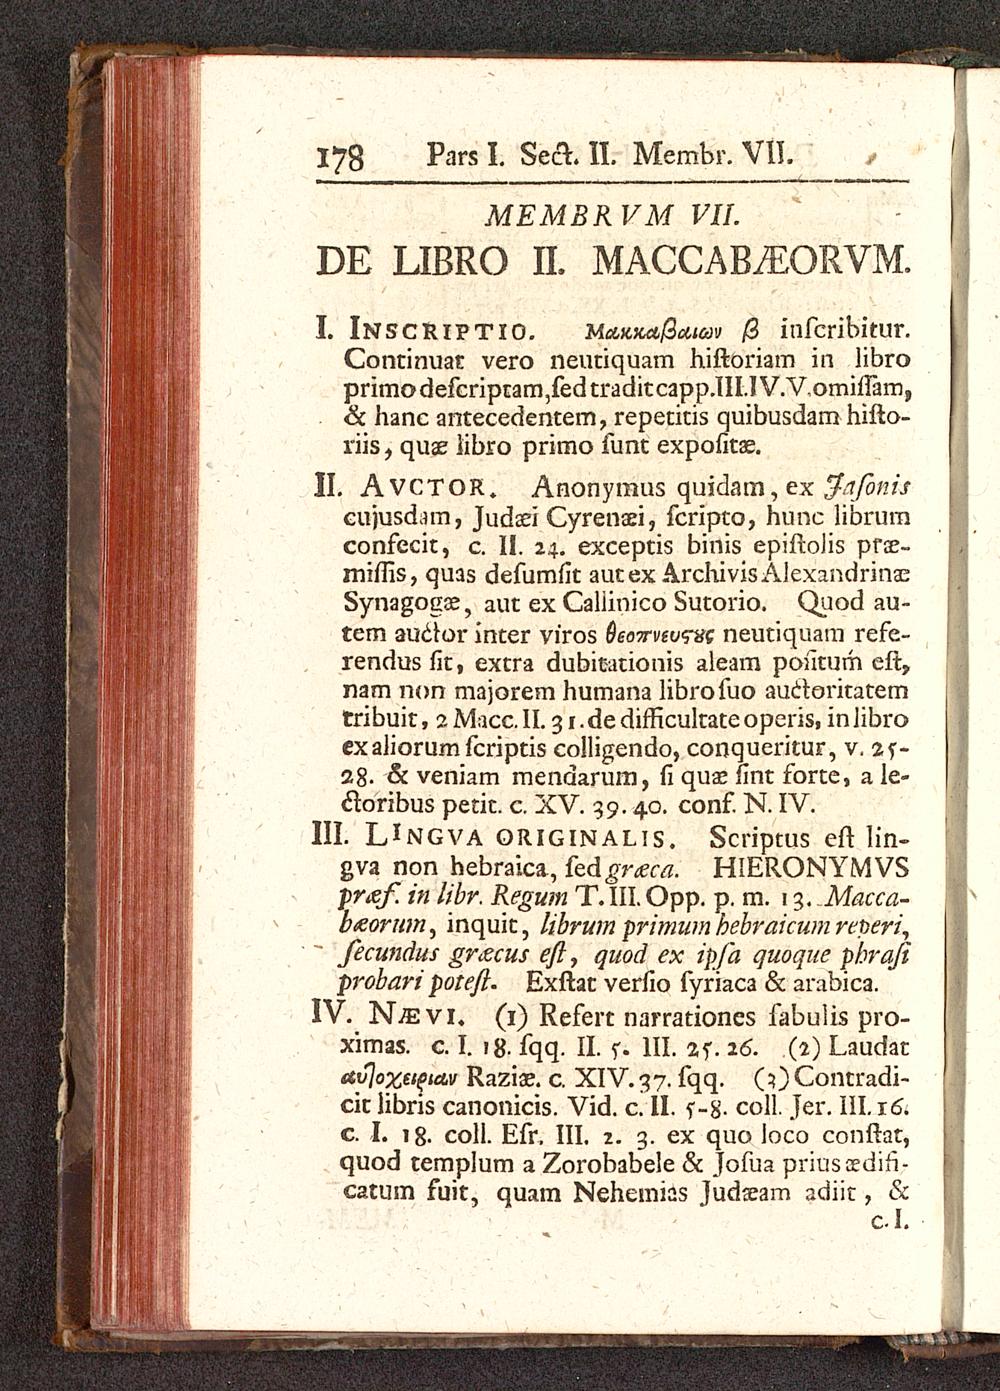 178 Pars I. Sect. II. Membr. VII.
MEMBRVM VII.
DE LIBRO II. MACCABÆORVM.
I. INSCRIPTIO. Μακκαβαιων β inſcribitur.
Continuat vero neutiquam hiſtoriam in libro
primo deſcriptam, ſed tradit capp. III. IV. V. omiſſam,
& hanc antecedentem, repetitis quibusdam hiſto-
riis, quæ libro primo ſunt expoſitæ.
II. AVCTOR. Anonymus quidam, ex Jaſonis
cujusdam, Judæi Cyrenæi, ſcripto, hunc librum
confecit, c. II. 24. exceptis binis epiſtolis præ-
miſſis, quas deſumſit aut ex Archivis Alexandrinæ
Synagogæ, aut ex Callinico Sutorio. Quod au-
tem auctor inter viros θεοπνευϛȣς neutiquam refe-
rendus ſit, extra dubitationis aleam poſitum eſt,
nam non majorem humana libro ſuo auctoritatem
tribuit, 2 Macc. II. 31. de difficultate operis, in libro
ex aliorum ſcriptis colligendo, conqueritur, v. 25-
28. & veniam mendarum, ſi quæ ſint forte, a le-
ctoribus petit. c. XV. 39. 40. conf. N. IV.
III. LINGVA ORIGINALIS. Scriptus eſt lin-
gva non hebraica, ſed græca. HIERONYMVS
præf. in libr. Regum T. III. Opp. p. m. 13. Macca-
bæorum, inquit, librum primum hebraicum reperi,
ſecundus græcus eſt, quod ex ipſa quoque phraſi
probari poteſt. Exſtat verſio ſyriaca & arabica.
IV. NÆVI. (1) Refert narrationes fabulis pro-
ximas. c. I. 18. ſqq. II. 5. III. 25. 26. (2) Laudat
αυτοχειριαν Raziæ. c. XIV. 37. ſqq. (3) Contradi-
cit libris canonicis. Vid. c. II. 5-8. coll. Jer. III. 16.
c. I. 18. coll. Eſr. III. 2. 3. ex quo loco conſtat,
quod templum a Zorobabele & Joſua prius ædifi-
catum fuit, quam Nehemias Judæam adiit, &
c. I.